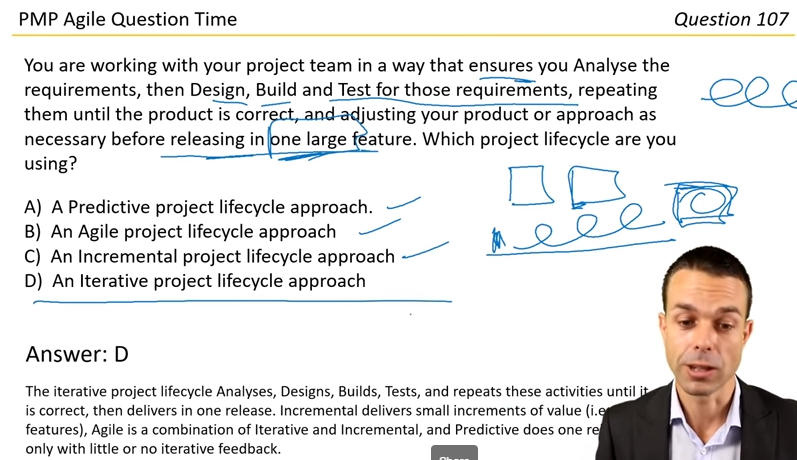 PMP Agile Question Time
Question 107
You are working with your project team in a way that ensures you Analyse the
requirements, then Design, Build and Test for those requirements, repeating
them until the product is correct, and adjusting your product or approach as
necessary before releasing in one large feature. Which project lifecycle are you
using?
A) A Predictive project lifecycle approach.
B) An Agile project lifecycle approach
C) An Incremental project lifecycle approach
D) An Iterative project lifecycle approach
Answer: D
The iterative project lifecycle Analyses, Designs, Builds, Tests, and repeats these activities until it
is correct, then delivers in one release. Incremental delivers small increments of value (i.e
features), Agile is a combination of Iterative and Incremental, and Predictive does one re
only with little or no iterative feedback.